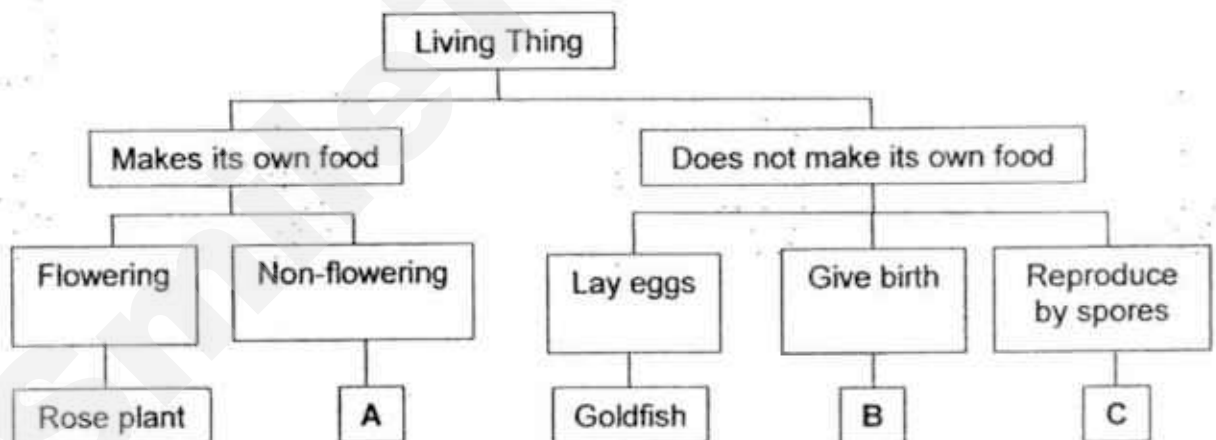 Living Thing
Makes its own food
Does not make its own food
Flowering
Non-flowering
Lay eggs
Give birth
Reproduce
by spores
Rose plant
A
Goldfish
B
C